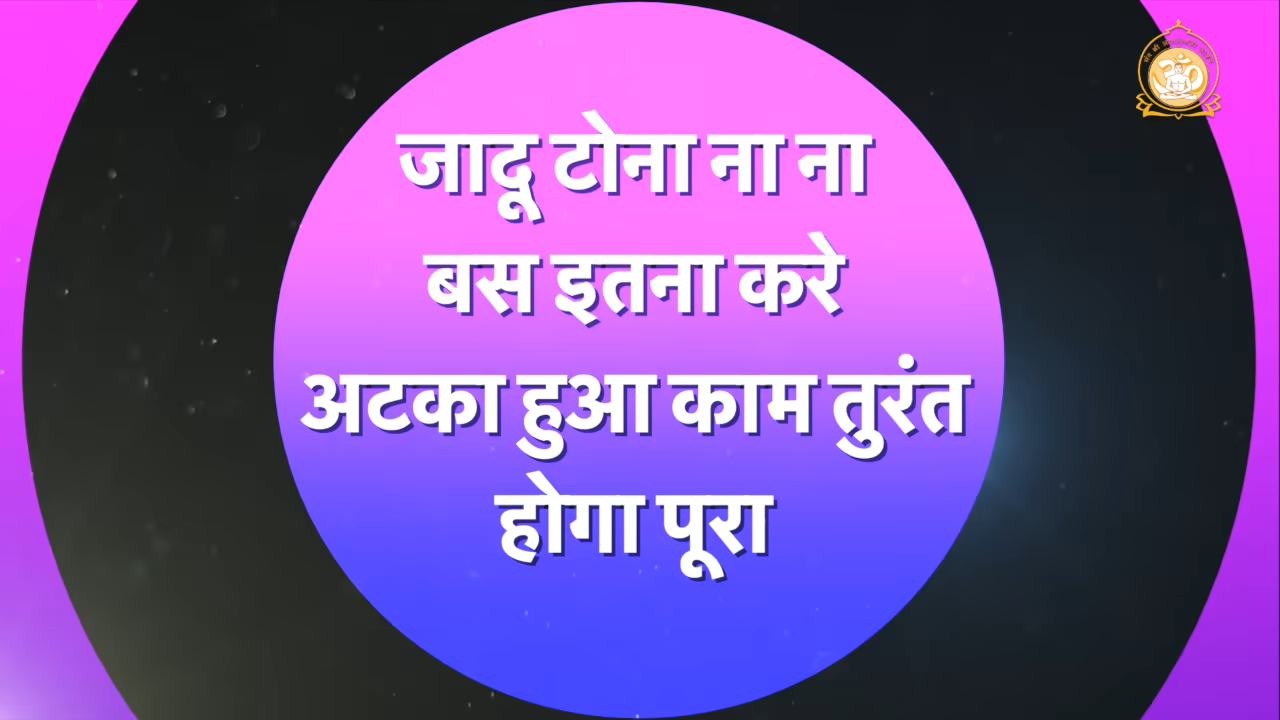 जादू टोना ना ना
बस इतना करे
अटका हुआ काम तुरंत
होगा पूरा